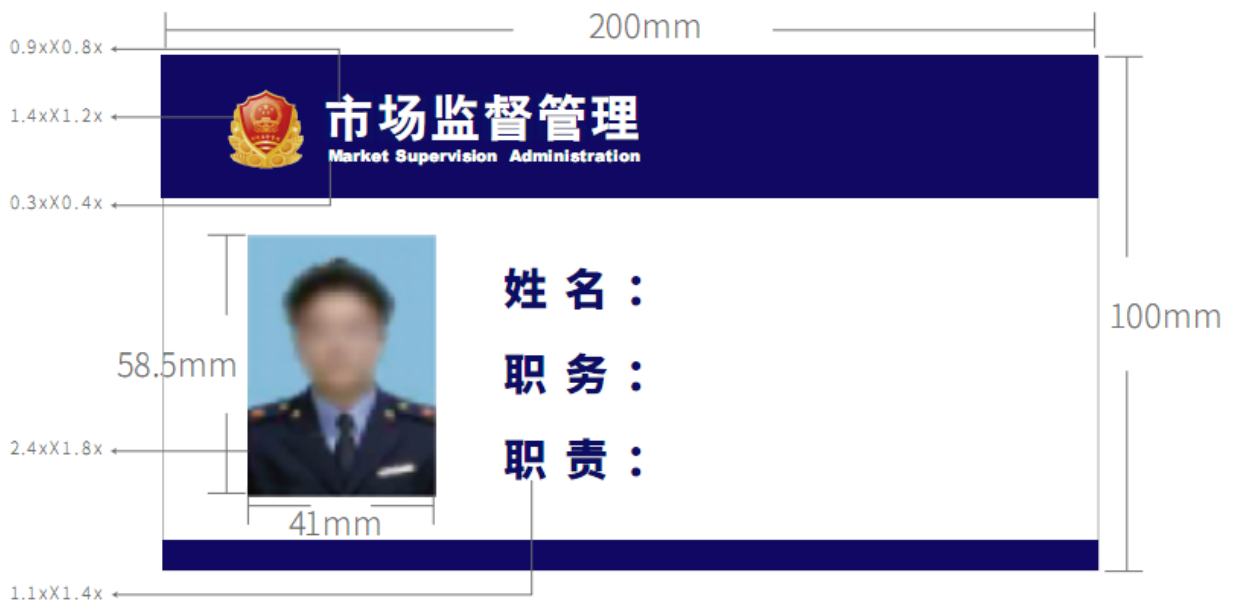 200mm
0.9xX0.8x
1.4xX1.2x
市场监督管理
Market Supervision Administration
0.3xX0.4x
姓名：
100mm
58.5mm
职务：
2.4xX1.8x
职责：
41mm
1.1xX1.4x